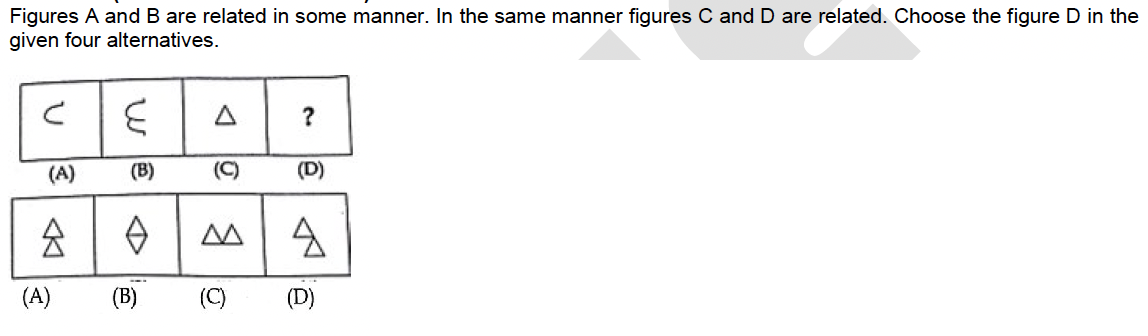 Figures A and B are related in some manner. In the same manner figures C and D are related. Choose the figure D in the
given four alternatives.
?
(A) (B) (C) (D)
(A) (B) (C) (D)